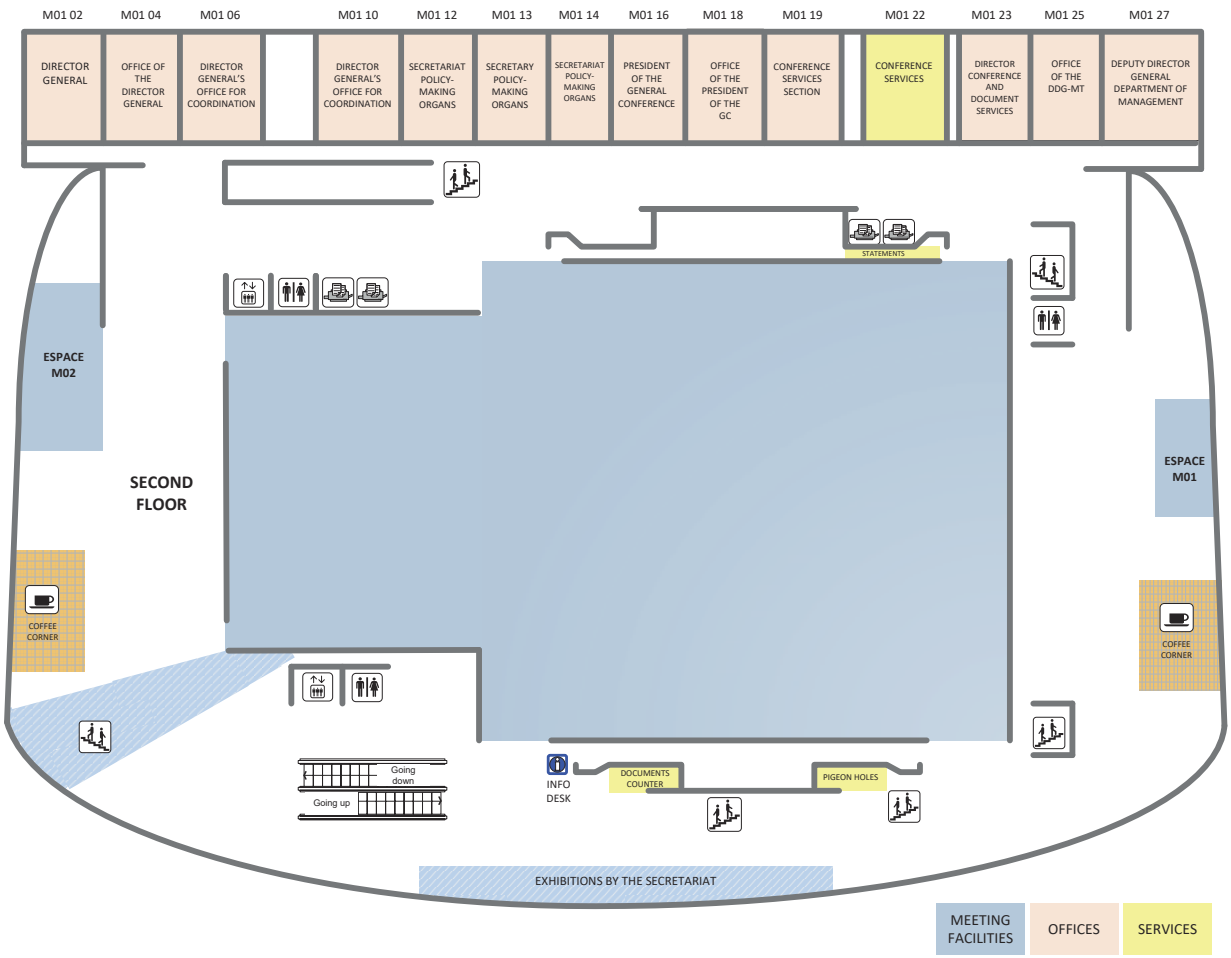 M01 02
M01 04
M01 06
M01 10
M01 12
M01 13
M01 14
M01 16
M01 18
M01 19
M01 22
M01 23
M01 25
M01 27
DIRECTOR
GENERAL
OFFICE OF
THE
DIRECTOR
GENERAL
DIRECTOR
GENERAL'S
OFFICE FOR
COORDINATION
DIRECTOR
GENERAL'S
OFFICE FOR
COORDINATION
SECRETARIAT
POLICY-
MAKING
ORGANS
SECRETARY
POLICY-
MAKING
ORGANS
SECRETARIAT
POLICY-
MAKING
ORGANS
PRESIDENT
OF THE
GENERAL
CONFERENCE
OFFICE
OF THE
PRESIDENT
OF THE
GC
CONFERENCE
SERVICES
SECTION
CONFERENCE
SERVICES
DIRECTOR
CONFERENCE
AND
DOCUMENT
SERVICES
OFFICE
OF THE
DDG-MT
DEPUTY DIRECTOR
GENERAL
DEPARTMENT OF
MANAGEMENT
STATEMENTS
ESPACE
M02
SECOND
FLOOR
ESPACE
M01
COFFEE
CORNER
COFFEE
CORNER
Going
down
Going up
INFO
DESK
DOCUMENTS
COUNTER
PIGEON HOLES
EXHIBITIONS BY THE SECRETARIAT
MEETING
FACILITIES
OFFICES
SERVICES